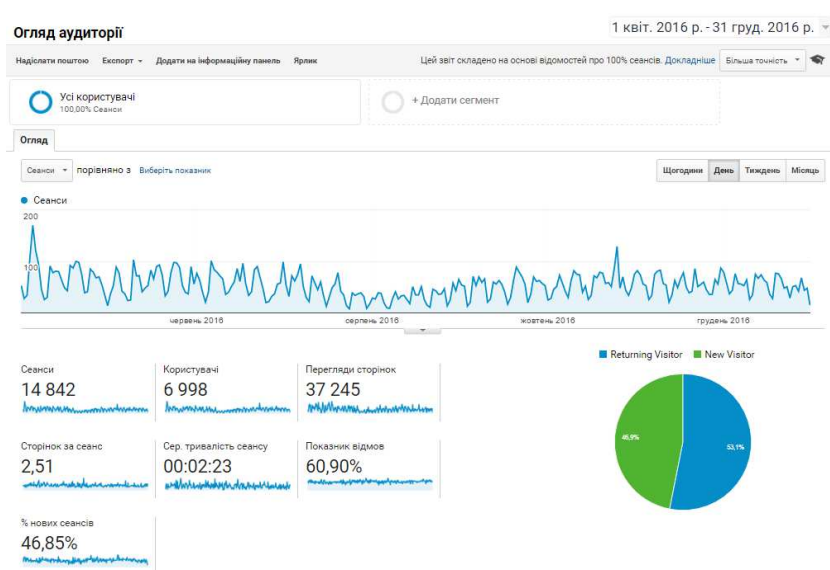 Огляд аудиторії
1 квіт. 2016 р. - 31 груд. 2016 р.
Надіслати поштою Експорт Додати на інформаційну панель Ярлик
Цей звіт складено на основі відомостей про 100% сеансів. Докладніше Більша точність
Усі користувачі
100,00% Сеанси
+ Додати сегмент
Огляд
Сеанси порівняно з Виберіть показник
Щогодини День Тиждень Місяць
Сеанси
200
100
червень 2016 серпень 2016 жовтень 2016 грудень 2016
Returning Visitor New Visitor
Сеанси
14 842
Користувачі
6 998
Перегляди сторінок
37 245
46,9%
53,1%
Сторінок за сеанс
2,51
Сер. тривалість сеансу
00:02:23
Показник відмов
60,90%
% нових сеансів
46,85%